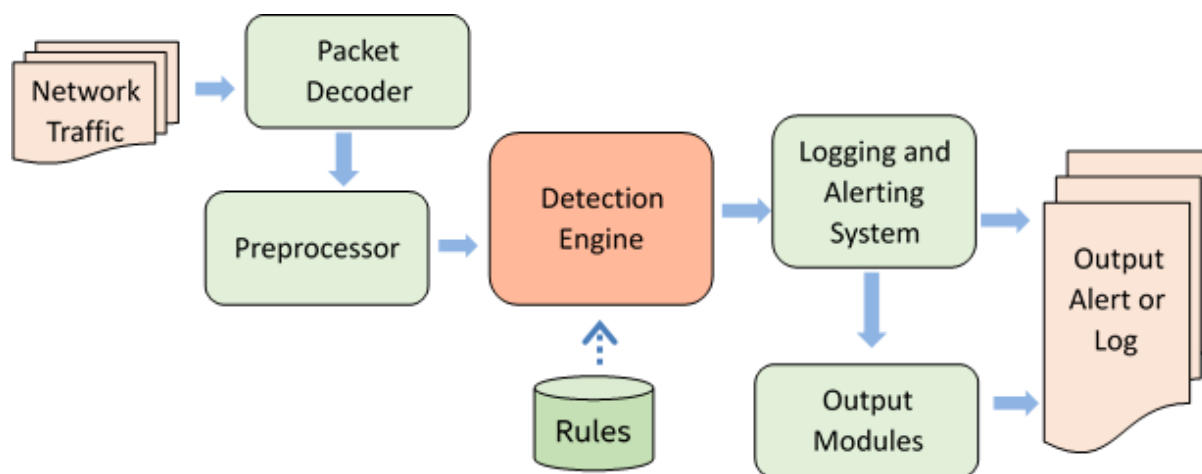 Network
Traffic
Packet
Decoder
Preprocessor
Detection
Engine
Rules
Logging and
Alerting
System
Output
Modules
Output
Alert or
Log